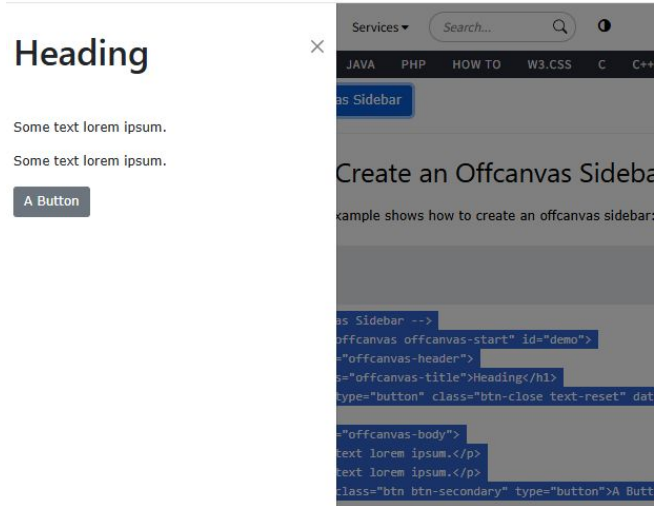 Heading
Some text lorem ipsum.
Some text lorem ipsum.
A Button
Services
Search...
JAVA PHP HOW TO W3.CSS C C++
as Sidebar
Create an Offcanvas Sideba
xample shows how to create an offcanvas sidebar:
as Sidebar -->
offcanvas offcanvas-start" id="demo">
="offcanvas-header">
s="offcanvas-title">Heading</h1>
type="button" class="btn-close text-reset" dat
="offcanvas-body">
text lorem ipsum.</p>
text lorem ipsum.</p>
class="btn btn-secondary" type="button">A Butt